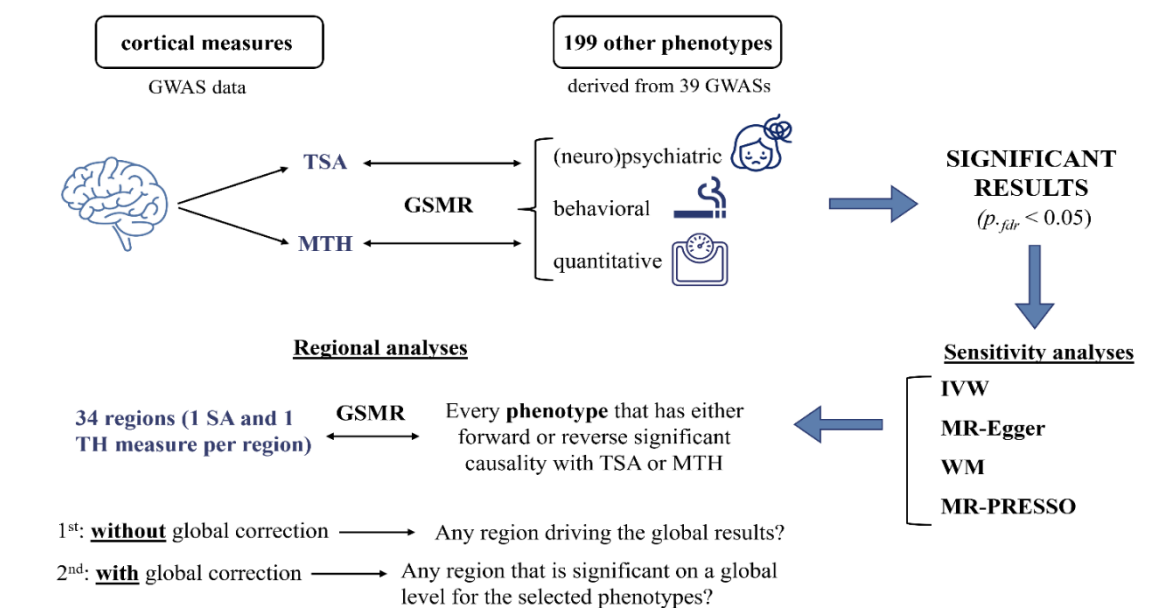 cortical measures
GWAS data
199 other phenotypes
derived from 39 GWASs
TSA
MTH
GSMR
(neuro)psychiatric
behavioral
quantitative
SIGNIFICANT
RESULTS
(p.fdr < 0.05)
Sensitivity analyses
IVW
MR-Egger
WM
MR-PRESSO
Regional analyses
34 regions (1 SA and 1
TH measure per region)
GSMR
Every phenotype that has either
forward or reverse significant
causality with TSA or MTH
1st: without global correction
Any region driving the global results?
2nd: with global correction
Any region that is significant on a global
level for the selected phenotypes?